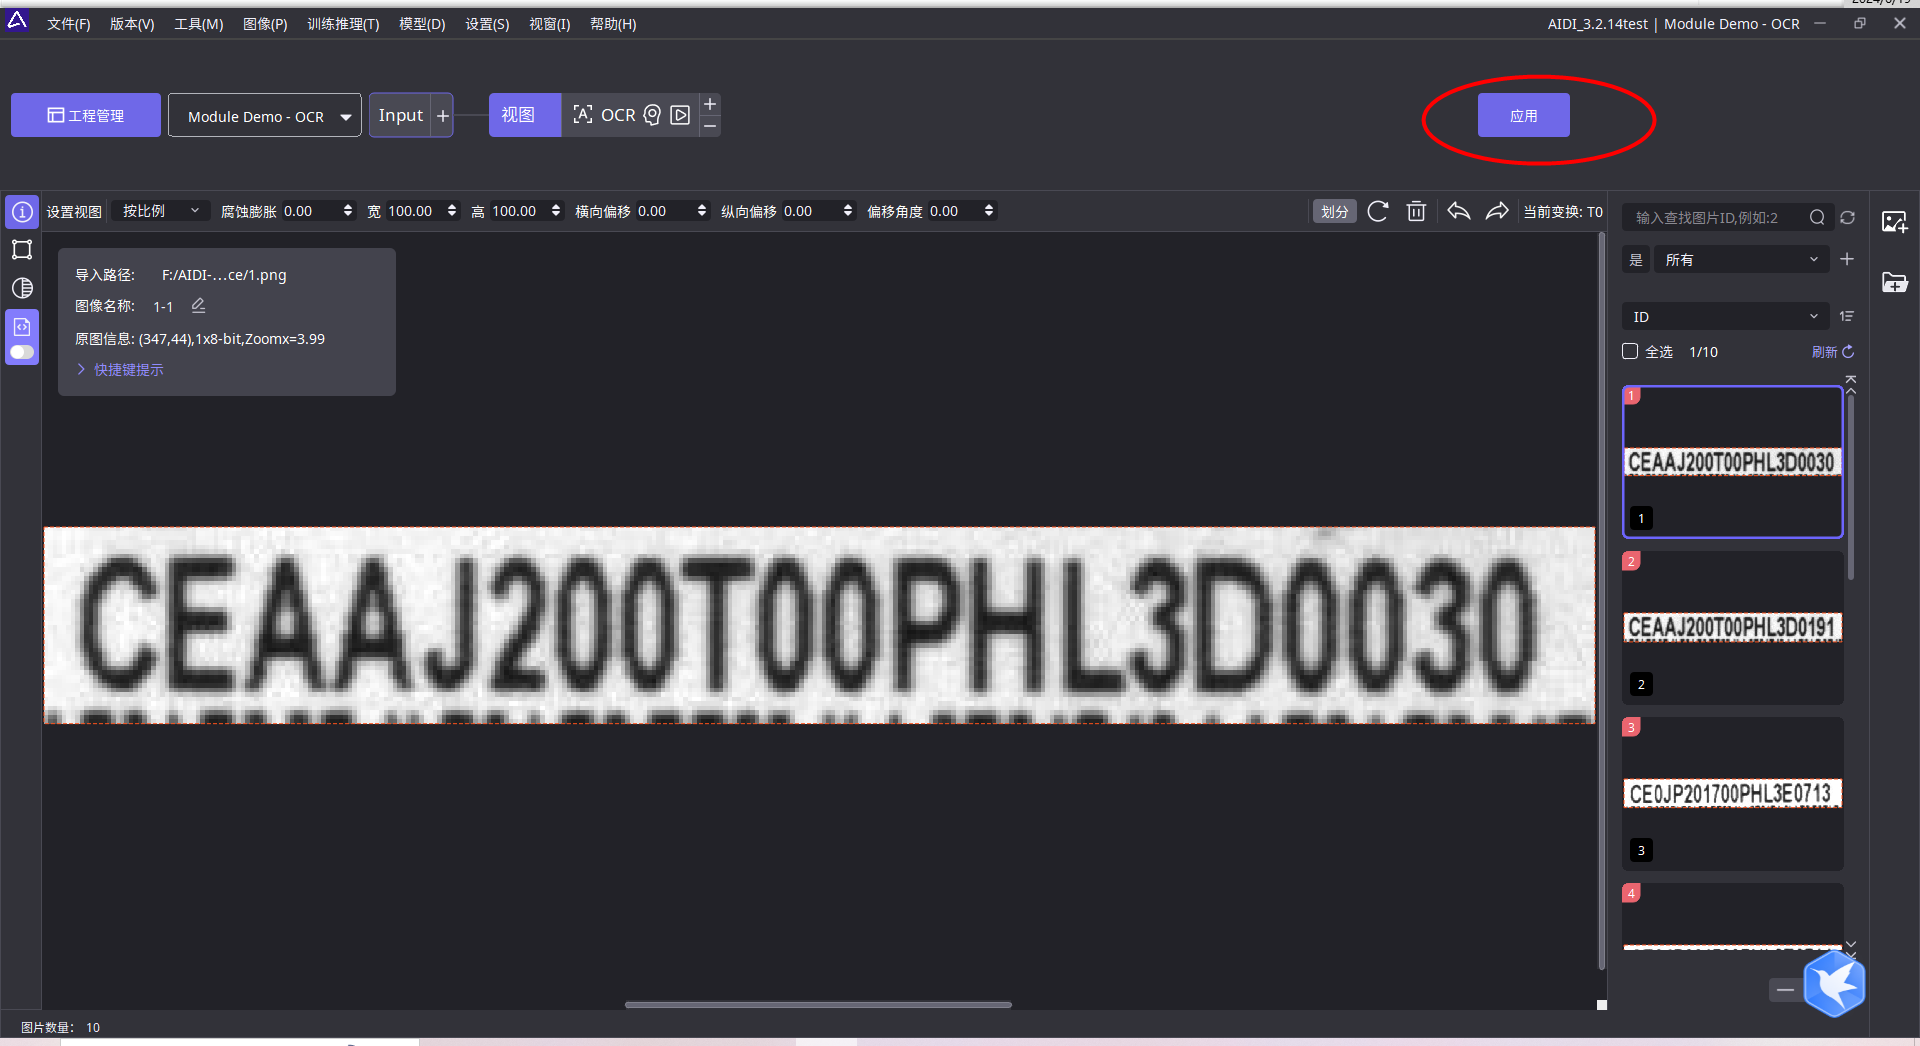 文件(F) 版本(V) 工具(M) 图像(P) 训练推理(T) 模型(D) 设置(S) 视窗(I) 帮助(H) AIDI_3.2.14test | Module Demo - OCR
工程管理 Module Demo - OCR Input + 视图 OCR 应用
设置视图 按比例 腐蚀膨胀 0.00 宽 100.00 高 100.00 横向偏移 0.00 纵向偏移 0.00 偏移角度 0.00 划分 当前变换: T0
输入查找图片ID,例如:2
是 所有
ID
全选 1/10 刷新
导入路径: F:/AIDI-...ce/1.png
图像名称: 1-1
原图信息: (347,44),1x8-bit,Zoomx=3.99
快捷键提示
CEAAJ200T00PHL3D0030
1
CEAAJ200T00PHL3D0030
1
2
CEAAJ200T00PHL3D0191
2
3
CE0JP201700PHL3E0713
3
4
图片数量: 10